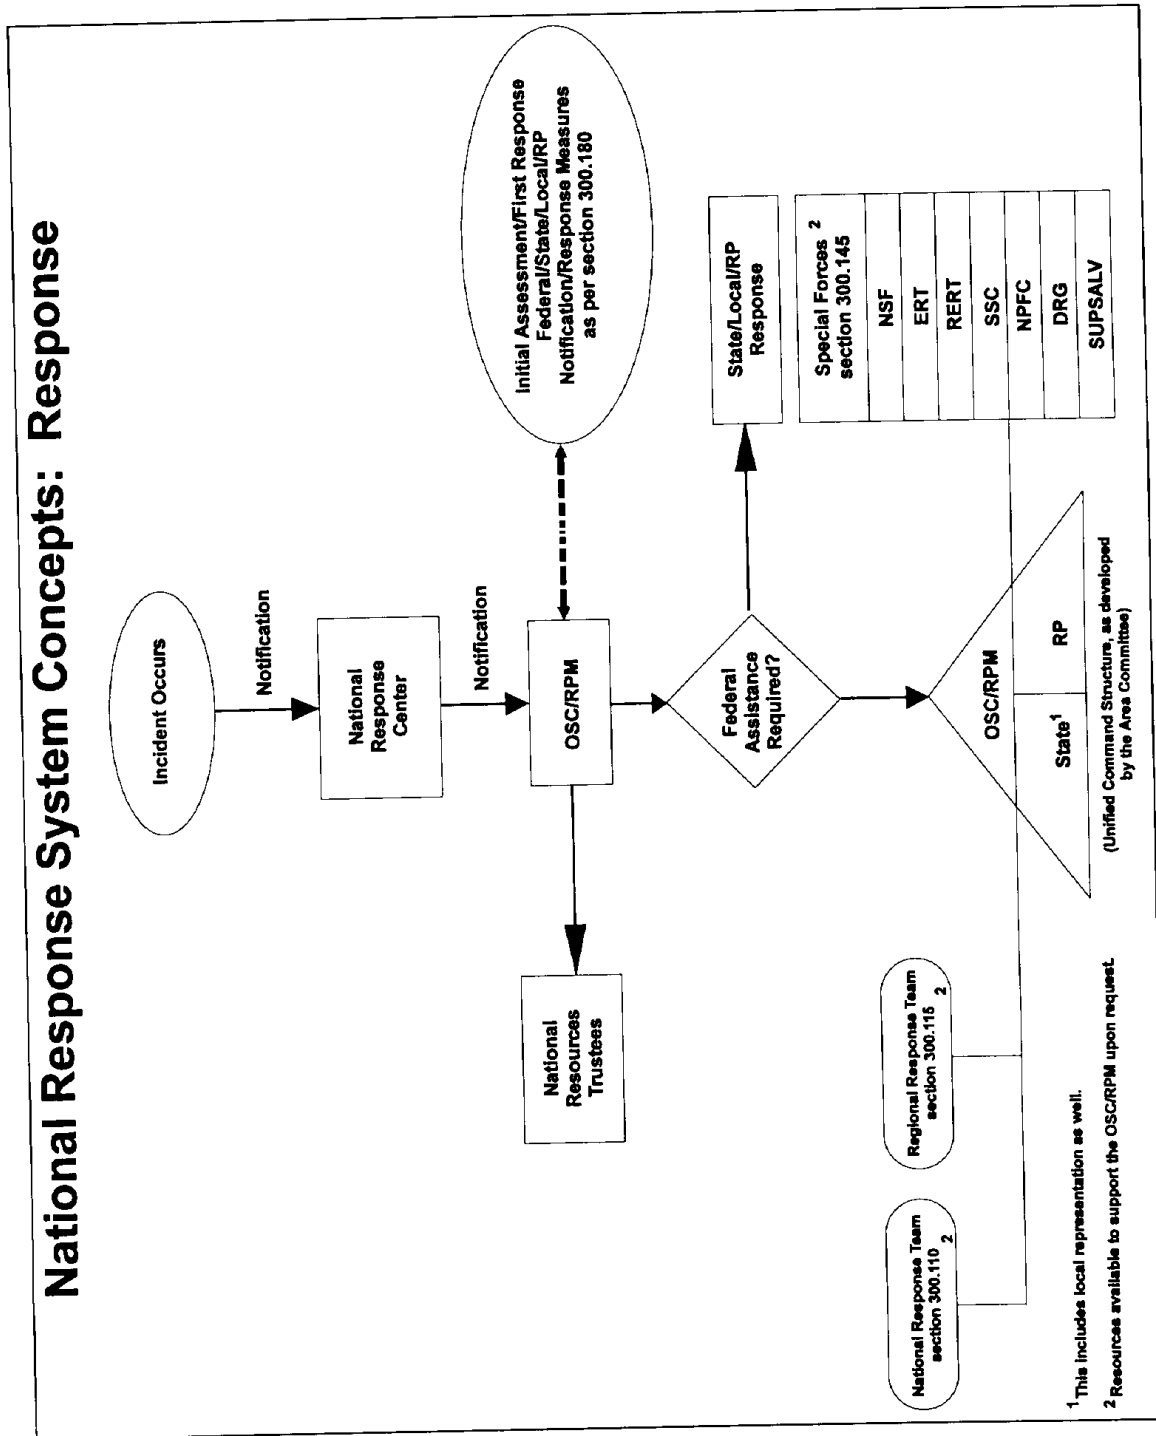 National Response System Concepts: Response
Incident Occurs
Notification
National
Response
Center
Notification
OSC/RPM
Initial Assessment/First Response
Federal/State/Local/RP
Notification/Response Measures
as per section 300.180
National
Resources
Trustees
Federal
Assistance
Required?
State/Local/RP
Response
Special Forces 2
section 300.145
NSF
ERT
RERT
SSC
NPFC
DRG
SUPSALV
OSC/RPM
State1
RP
(Unified Command Structure, as developed
by the Area Committee)
National Response Team
section 300.110 2
Regional Response Team
section 300.115 2
1 This includes local representation as well.
2 Resources available to support the OSC/RPM upon request.